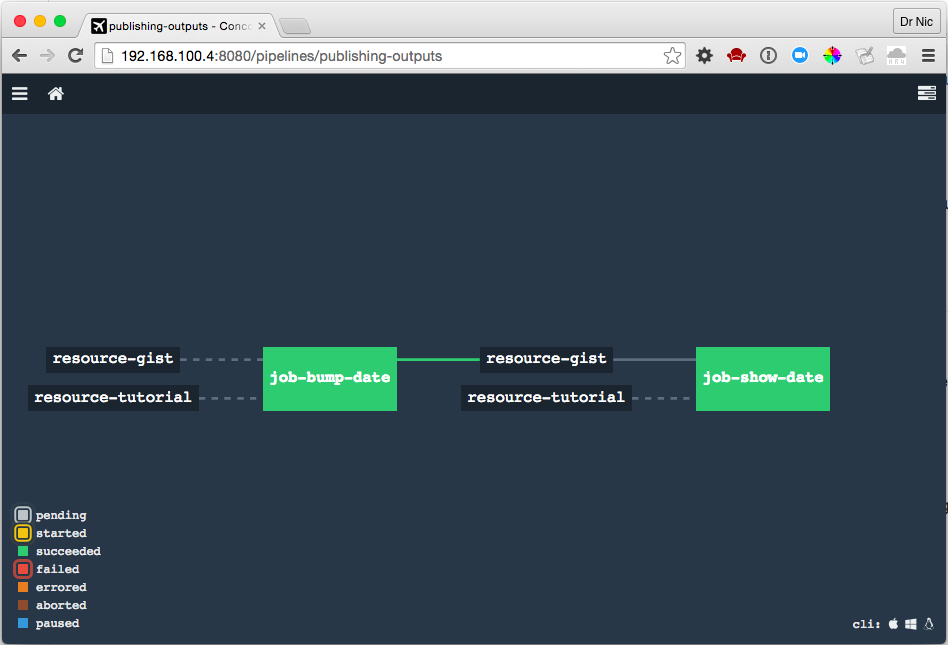 publishing-outputs - Conc
Dr Nic
192.168.100.4:8080/pipelines/publishing-outputs
resource-gist
job-bump-date
resource-gist
job-show-date
resource-tutorial
resource-tutorial
pending
started
succeeded
failed
errored
aborted
paused
cli: